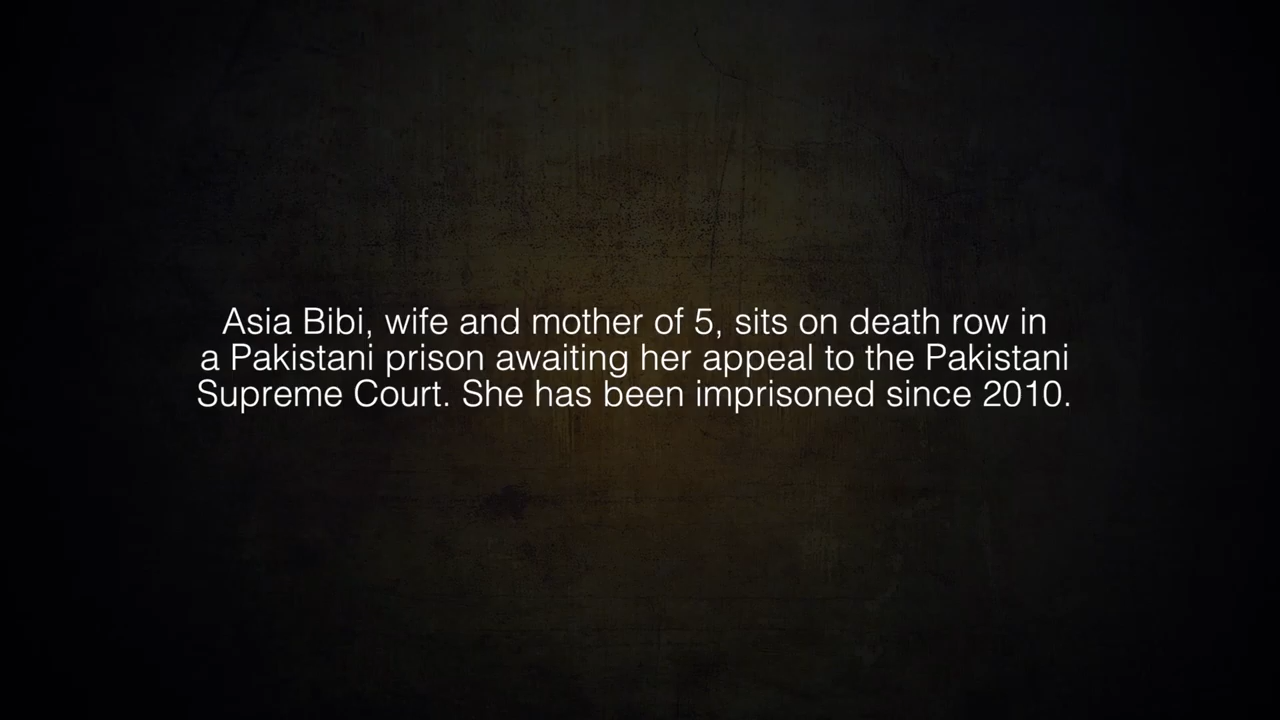 Asia Bibi, wife and mother of 5, sits on death row in
a Pakistani prison awaiting her appeal to the Pakistani
Supreme Court. She has been imprisoned since 2010.